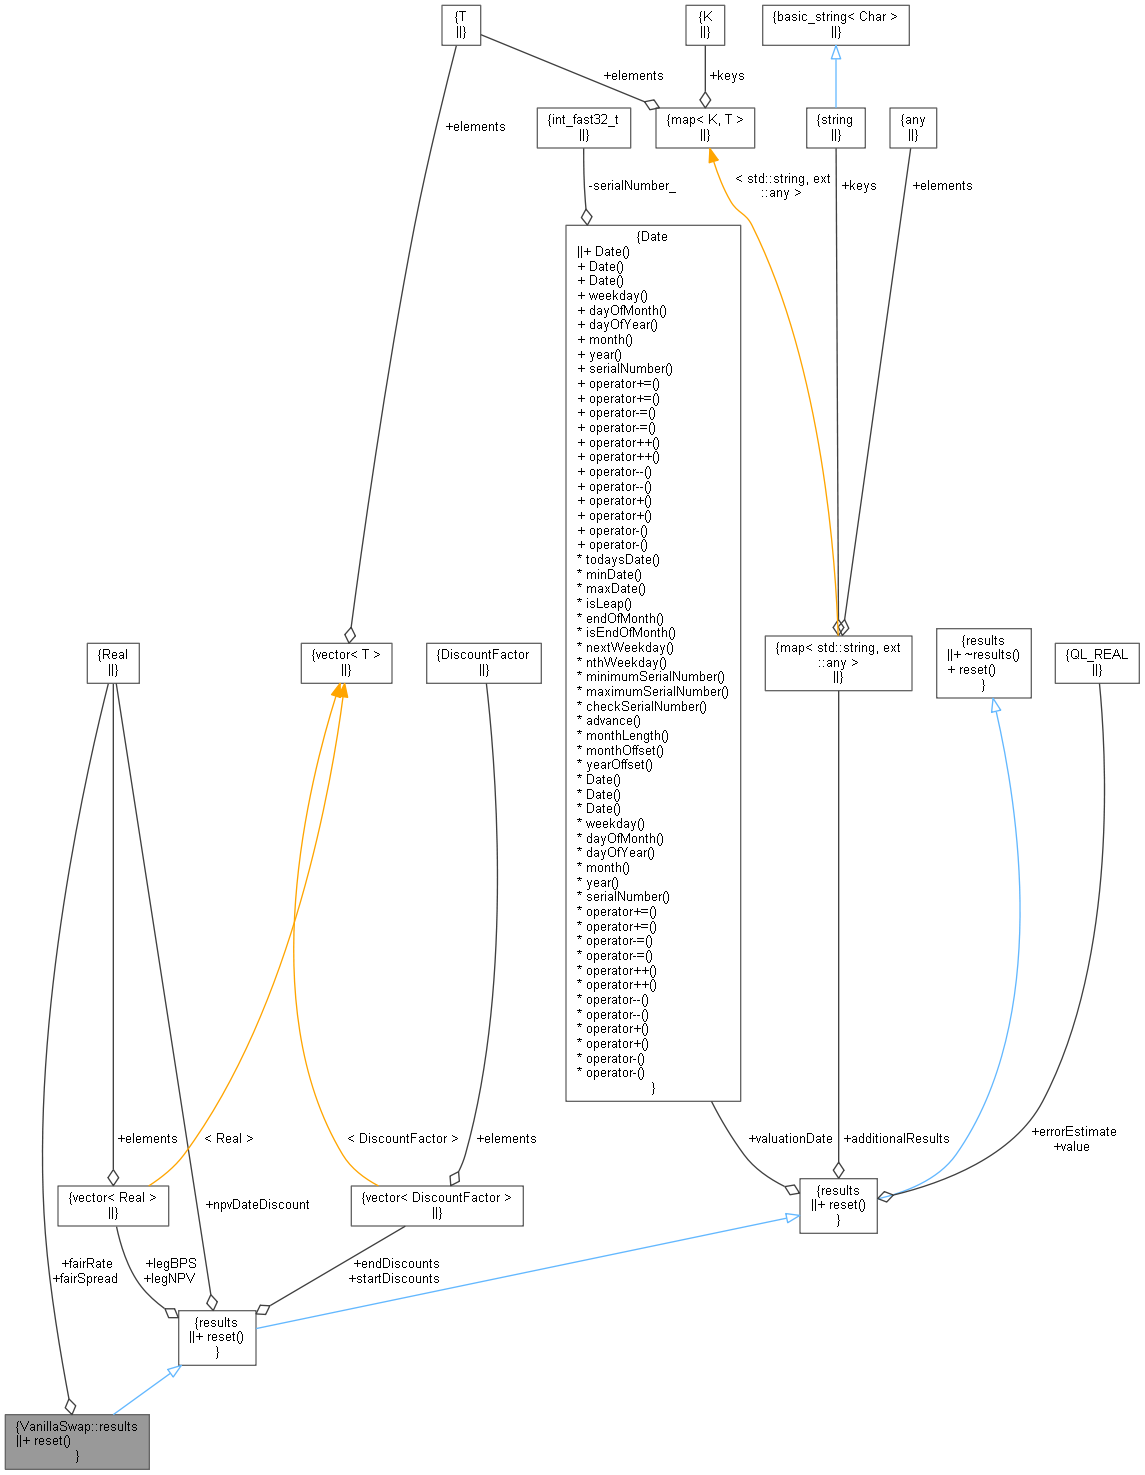 {T
||}
{K
||}
{basic_string< Char >
||}
+elements
+keys
{int_fast32_t
||}
{map< K, T >
||}
{string
||}
{any
||}
+elements
-serialNumber_
< std::string, ext
::any >
+keys
+elements
{Date
||+ Date()
+ Date()
+ Date()
+ weekday()
+ dayOfMonth()
+ dayOfYear()
+ month()
+ year()
+ serialNumber()
+ operator+=()
+ operator+=()
+ operator-=()
+ operator-=()
+ operator++()
+ operator++()
+ operator--()
+ operator--()
+ operator+()
+ operator+()
+ operator-()
+ operator-()
* todaysDate()
* minDate()
* maxDate()
* isLeap()
* endOfMonth()
* isEndOfMonth()
* nextWeekday()
* nthWeekday()
* minimumSerialNumber()
* maximumSerialNumber()
* checkSerialNumber()
* advance()
* monthLength()
* monthOffset()
* yearOffset()
* Date()
* Date()
* Date()
* weekday()
* dayOfMonth()
* dayOfYear()
* month()
* year()
* serialNumber()
* operator+=()
* operator+=()
* operator-=()
* operator-=()
* operator++()
* operator++()
* operator--()
* operator--()
* operator+()
* operator+()
* operator-()
* operator-()
}
{Real
||}
{vector< T >
||}
{DiscountFactor
||}
{map< std::string, ext
::any >
||}
{results
||+ ~results()
+ reset()
}
{QL_REAL
||}
+elements
< Real >
< DiscountFactor >
+elements
+valuationDate
+additionalResults
+errorEstimate
+value
{vector< Real >
||}
+npvDateDiscount
{vector< DiscountFactor >
||}
{results
||+ reset()
}
+fairRate
+fairSpread
+legBPS
+legNPV
+endDiscounts
+startDiscounts
{results
||+ reset()
}
{VanillaSwap::results
||+ reset()
}